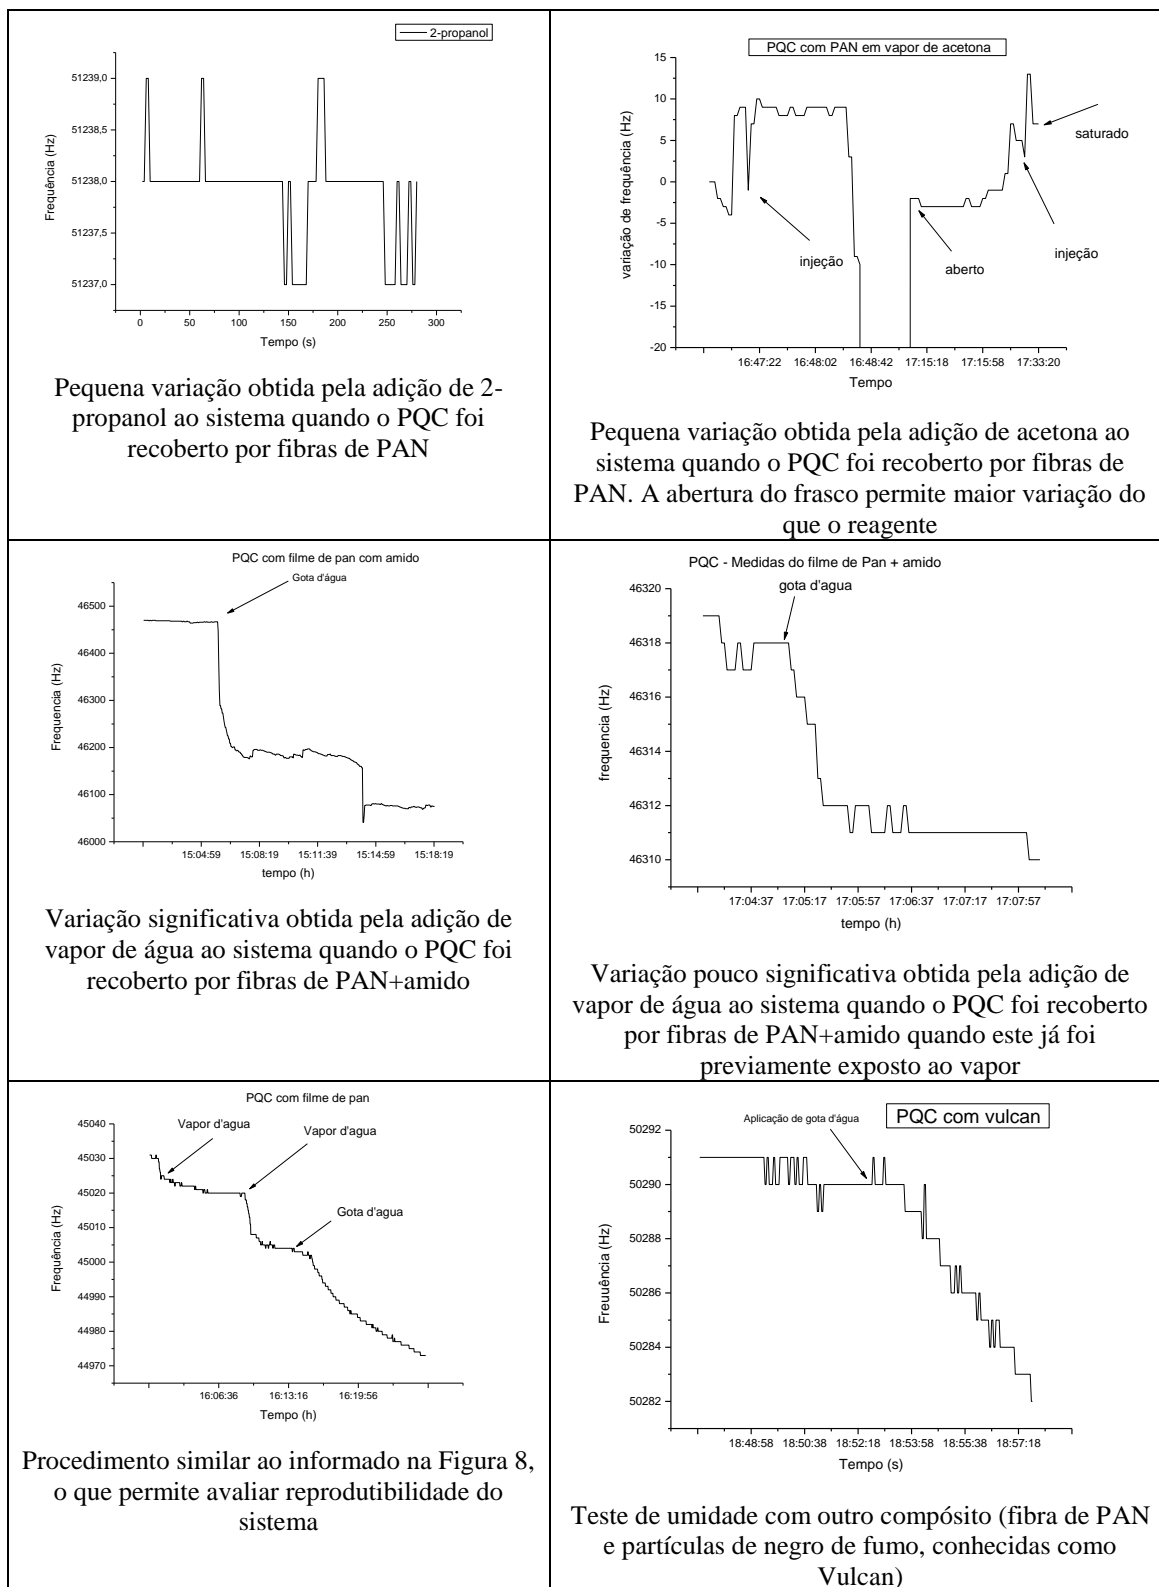 2-propanol
51239,0
51238,5
51238,0
51237,5
51237,0
Frequência (Hz)
0 50 100 150 200 250 300
Tempo (s)
Pequena variação obtida pela adição de 2-
propanol ao sistema quando o PQC foi
recoberto por fibras de PAN
PQC com PAN em vapor de acetona
15
10
5
0
-5
-10
-15
-20
variação de frequência (Hz)
saturado
injeção
injeção
aberto
16:47:22 16:48:02 16:48:42 17:15:18 17:15:58 17:33:20
Tempo
Pequena variação obtida pela adição de acetona ao
sistema quando o PQC foi recoberto por fibras de
PAN. A abertura do frasco permite maior variação do
que o reagente
PQC com filme de pan com amido
Gota d'água
46500
46400
46300
46200
46100
46000
Frequencia (Hz)
15:04:59 15:08:19 15:11:39 15:14:59 15:18:19
tempo (h)
Variação significativa obtida pela adição de
vapor de água ao sistema quando o PQC foi
recoberto por fibras de PAN+amido
PQC - Medidas do filme de Pan + amido
gota d'agua
46320
46318
46316
46314
46312
46310
frequencia (Hz)
17:04:37 17:05:17 17:05:57 17:06:37 17:07:17 17:07:57
tempo (h)
Variação pouco significativa obtida pela adição de
vapor de água ao sistema quando o PQC foi recoberto
por fibras de PAN+amido quando este já foi
previamente exposto ao vapor
PQC com filme de pan
Vapor d'agua
Vapor d'agua
Gota d'agua
45040
45030
45020
45010
45000
44990
44980
44970
Frequência (Hz)
16:06:36 16:13:16 16:19:56
Tempo (h)
Procedimento similar ao informado na Figura 8,
o que permite avaliar reprodutibilidade do
sistema
Aplicação de gota d'água
PQC com vulcan
50292
50290
50288
50286
50284
50282
Freuuência (Hz)
18:48:58 18:50:38 18:52:18 18:53:58 18:55:38 18:57:18
Tempo (s)
Teste de umidade com outro compósito (fibra de PAN
e partículas de negro de fumo, conhecidas como
Vulcan)